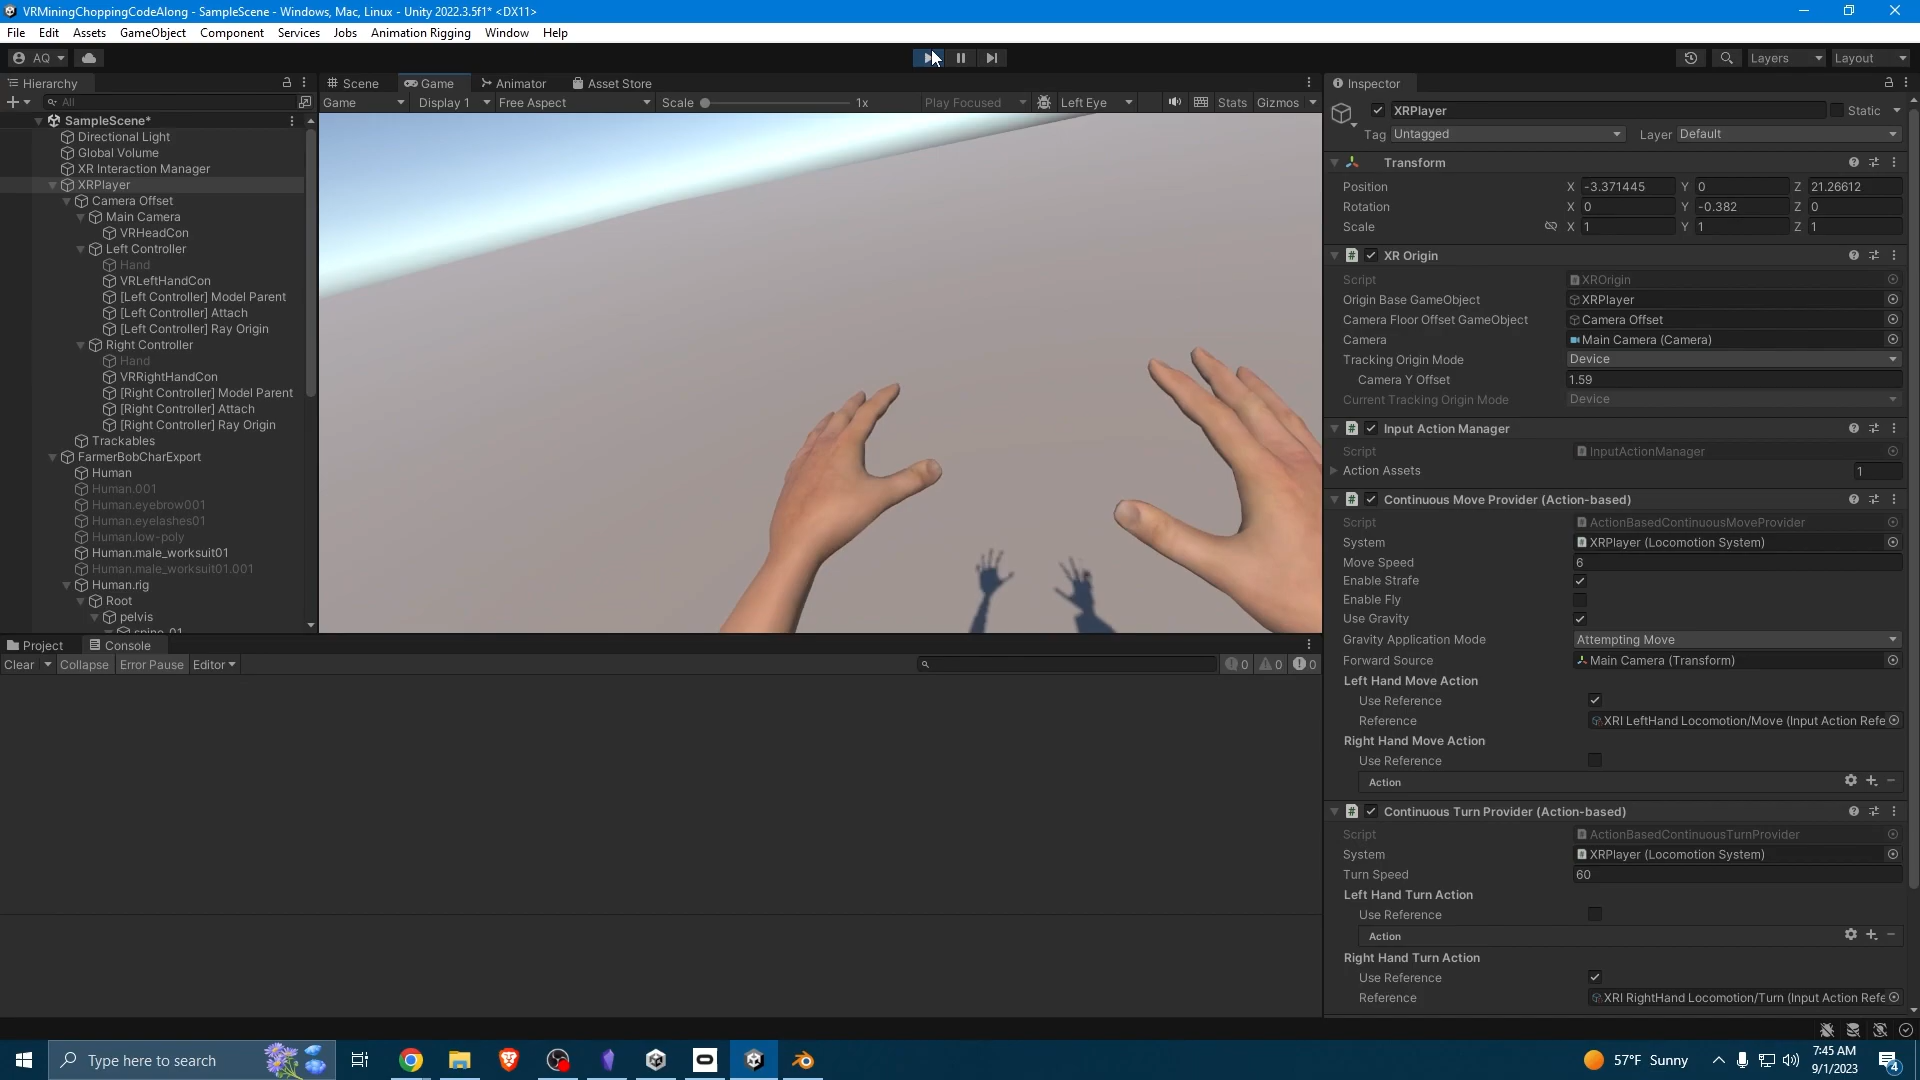 VRMiningChoppingCodeAlong - SampleScene - Windows, Mac, Linux - Unity 2022.3.5f1* <DX11>
File Edit Assets GameObject Component Services Jobs Animation Rigging Window Help
AQ Layers Layout
Hierarchy
All
SampleScene*
Directional Light
Global Volume
XR Interaction Manager
XRPlayer
Camera Offset
Main Camera
VRHeadCon
Left Controller
Hand
VRLeftHandCon
[Left Controller] Model Parent
[Left Controller] Attach
[Left Controller] Ray Origin
Right Controller
Hand
VRRightHandCon
[Right Controller] Model Parent
[Right Controller] Attach
[Right Controller] Ray Origin
Trackables
FarmerBobCharExport
Human
Human.001
Human.eyebrow001
Human.eyelashes01
Human.low-poly
Human.male_worksuit01
Human.male_worksuit01.001
Human.rig
Root
pelvis
spine_01
Scene Game Animator Asset Store
Game Display 1 Free Aspect Scale 1x Play Focused Left Eye Stats Gizmos
Project Console
Clear Collapse Error Pause Editor
0 0 0
Inspector
XRPlayer Static
Tag Untagged Layer Default
Transform
Position X -3.371445 Y 0 Z 21.26612
Rotation X 0 Y -0.382 Z 0
Scale X 1 Y 1 Z 1
XR Origin
Script XROrigin
Origin Base GameObject XRPlayer
Camera Floor Offset GameObject Camera Offset
Camera Main Camera (Camera)
Tracking Origin Mode Device
Camera Y Offset 1.59
Current Tracking Origin Mode Device
Input Action Manager
Script InputActionManager
Action Assets 1
Continuous Move Provider (Action-based)
Script ActionBasedContinuousMoveProvider
System XRPlayer (Locomotion System)
Move Speed 6
Enable Strafe
Enable Fly
Use Gravity
Gravity Application Mode Attempting Move
Forward Source Main Camera (Transform)
Left Hand Move Action
Use Reference
Reference XRI LeftHand Locomotion/Move (Input Action Refe
Right Hand Move Action
Use Reference
Action
Continuous Turn Provider (Action-based)
Script ActionBasedContinuousTurnProvider
System XRPlayer (Locomotion System)
Turn Speed 60
Left Hand Turn Action
Use Reference
Action
Right Hand Turn Action
Use Reference
Reference XRI RightHand Locomotion/Turn (Input Action Refe
Type here to search
57°F Sunny
7:45 AM
9/1/2023
4